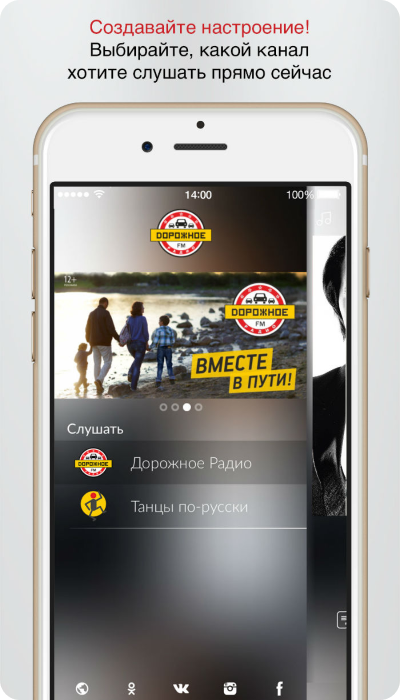 Создавайте настроение!
Выбирайте, какой канал
хотите слушать прямо сейчас
14:00
100%
ДОРОЖНОЕ
FM
12+
ДОРОЖНОЕ
FM
ВМЕСТЕ
В ПУТИ!
Слушать
ДОРОЖНОЕ
FM
Дорожное Радио
Танцы по-русски